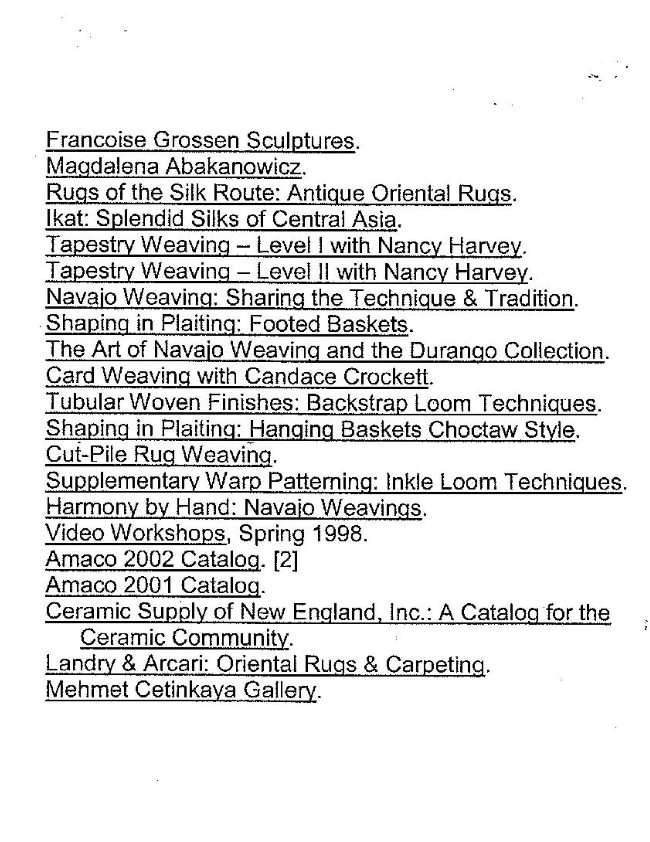 Francoise Grossen Sculptures.
Magdalena Abakanowicz.
Rugs of the Silk Route: Antique Oriental Rugs.
Ikat: Splendid Silks of Central Asia.
Tapestry Weaving – Level I with Nancy Harvey.
Tapestry Weaving – Level II with Nancy Harvey.
Navajo Weaving: Sharing the Technique & Tradition.
Shaping in Plaiting: Footed Baskets.
The Art of Navajo Weaving and the Durango Collection.
Card Weaving with Candace Crockett.
Tubular Woven Finishes: Backstrap Loom Techniques.
Shaping in Plaiting: Hanging Baskets Choctaw Style.
Cut-Pile Rug Weaving.
Supplementary Warp Patterning: Inkle Loom Techniques.
Harmony by Hand: Navajo Weavings.
Video Workshops, Spring 1998.
Amaco 2002 Catalog. [2]
Amaco 2001 Catalog.
Ceramic Supply of New England, Inc.: A Catalog for the
Ceramic Community.
Landry & Arcari: Oriental Rugs & Carpeting.
Mehmet Cetinkaya Gallery.